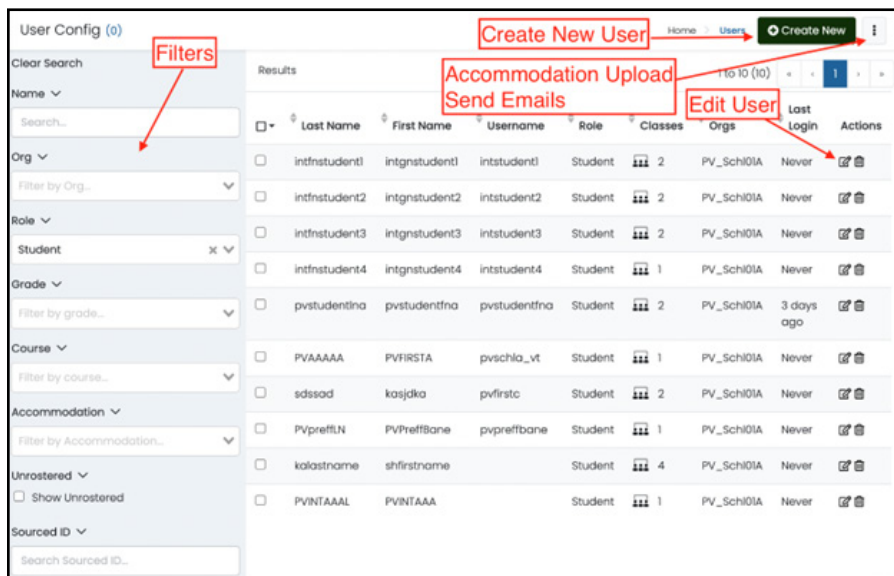 User Config (0)
Home > Users
Create New
Create New User
Filters
Accommodation Upload
Send Emails
Edit User
Clear Search
Name
Search...
Org
Filter by Org...
Role
Student
Grade
Filter by grade...
Course
Filter by course...
Accommodation
Filter by Accommodation...
Unrostered
Show Unrostered
Sourced ID
Search Sourced ID...
Results
1 to 10 (10) « ‹ 1 › »
Last Name First Name Username Role Classes Orgs Last Login Actions
intfnstudent1 intgnstudent1 intstudent1 Student 2 PV_Schl01A Never
intfnstudent2 intgnstudent2 intstudent2 Student 2 PV_Schl01A Never
intfnstudent3 intgnstudent3 intstudent3 Student 2 PV_Schl01A Never
intfnstudent4 intgnstudent4 intstudent4 Student 1 PV_Schl01A Never
pvstudentlna pvstudentfna pvstudentfna Student 2 PV_Schl01A 3 days ago
PVAAAAA PVFIRSTA pvschla_vt Student 1 PV_Schl01A Never
sdssad kasjdka pvfirstc Student 2 PV_Schl01A Never
PVpreffLN PVPreffBane pvpreffbane Student 1 PV_Schl01A Never
kalastname shfirstname Student 4 PV_Schl01A Never
PVINTAAAL PVINTAAA Student 1 PV_Schl01A Never